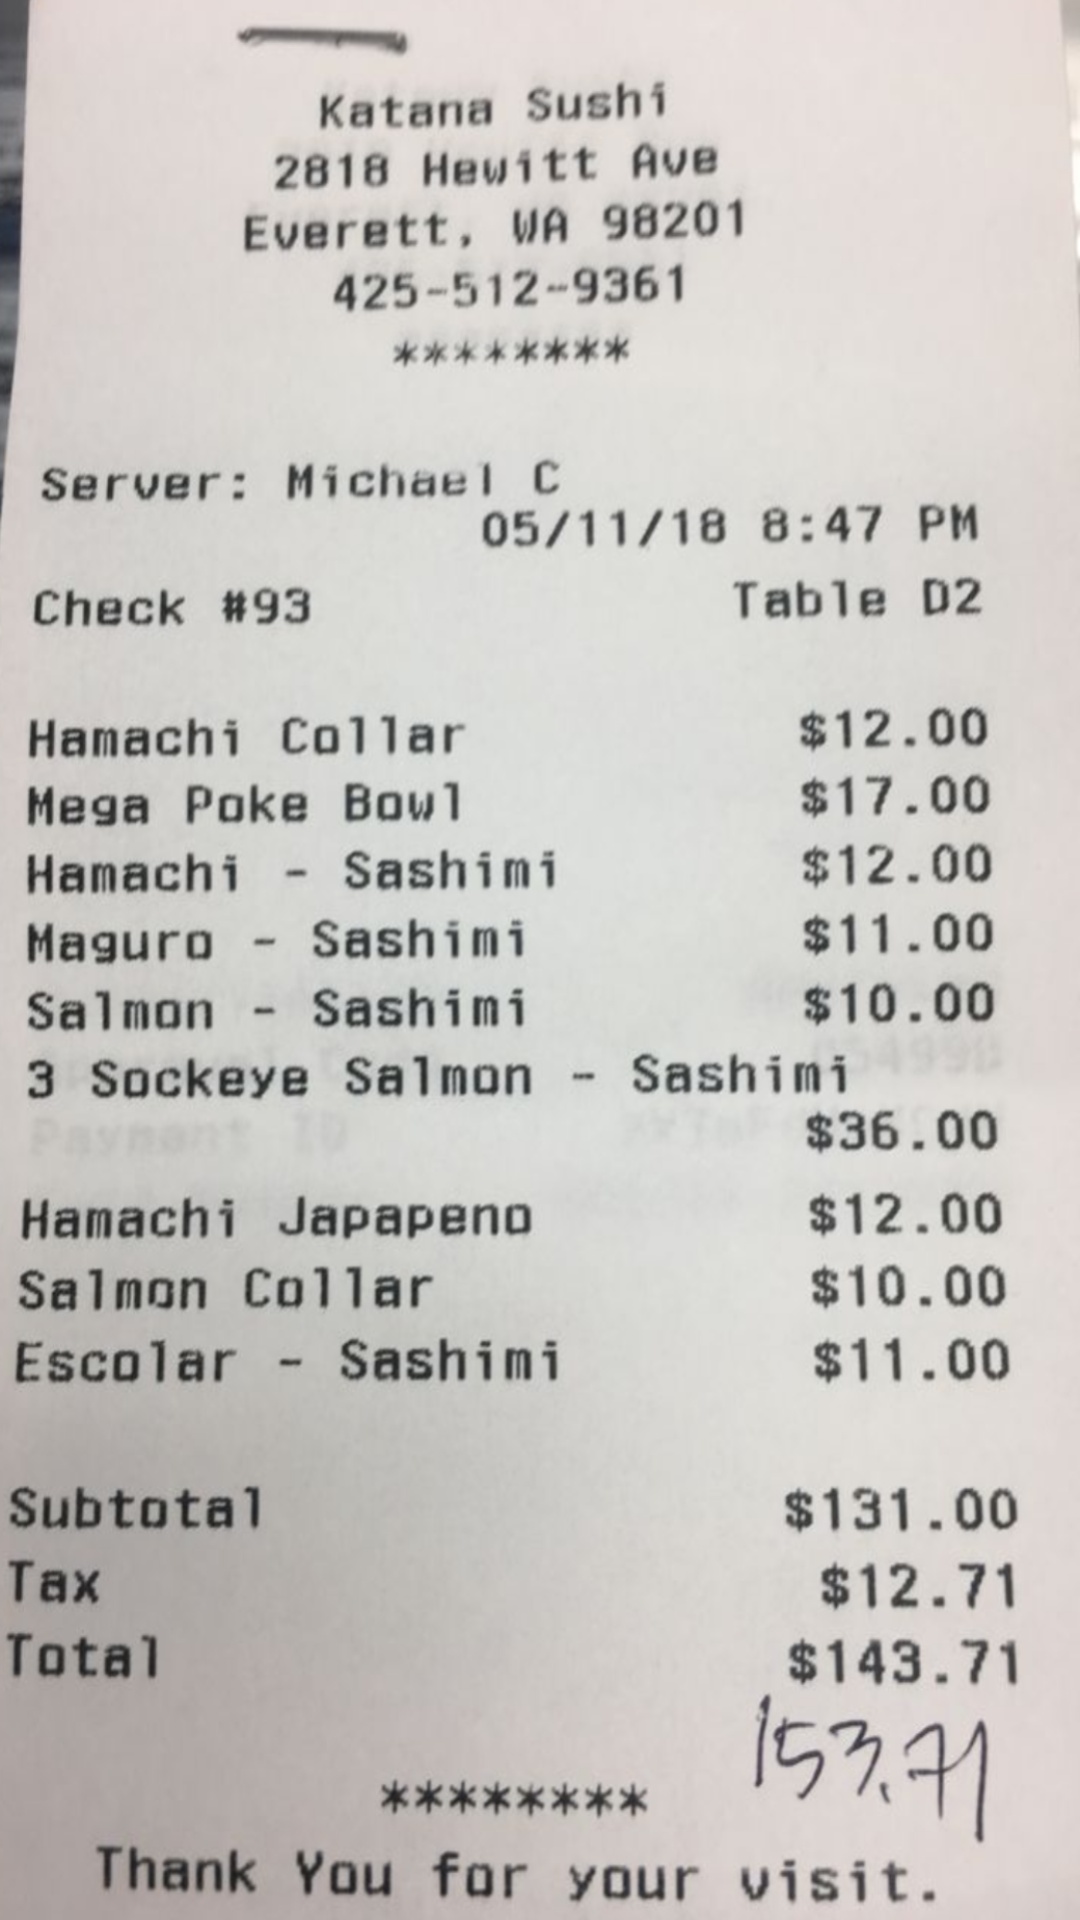 Katana Sushi
2818 Hewitt Ave
Everett, WA 98201
425-512-9361
********
Server: Michael C
05/11/18 8:47 PM
Check #93 Table D2
Hamachi Collar $12.00
Mega Poke Bowl $17.00
Hamachi - Sashimi $12.00
Maguro - Sashimi $11.00
Salmon - Sashimi $10.00
3 Sockeye Salmon - Sashimi
$36.00
Hamachi Japapeno $12.00
Salmon Collar $10.00
Escolar - Sashimi $11.00
Subtotal $131.00
Tax $12.71
Total $143.71
153.71
********
Thank You for your visit.